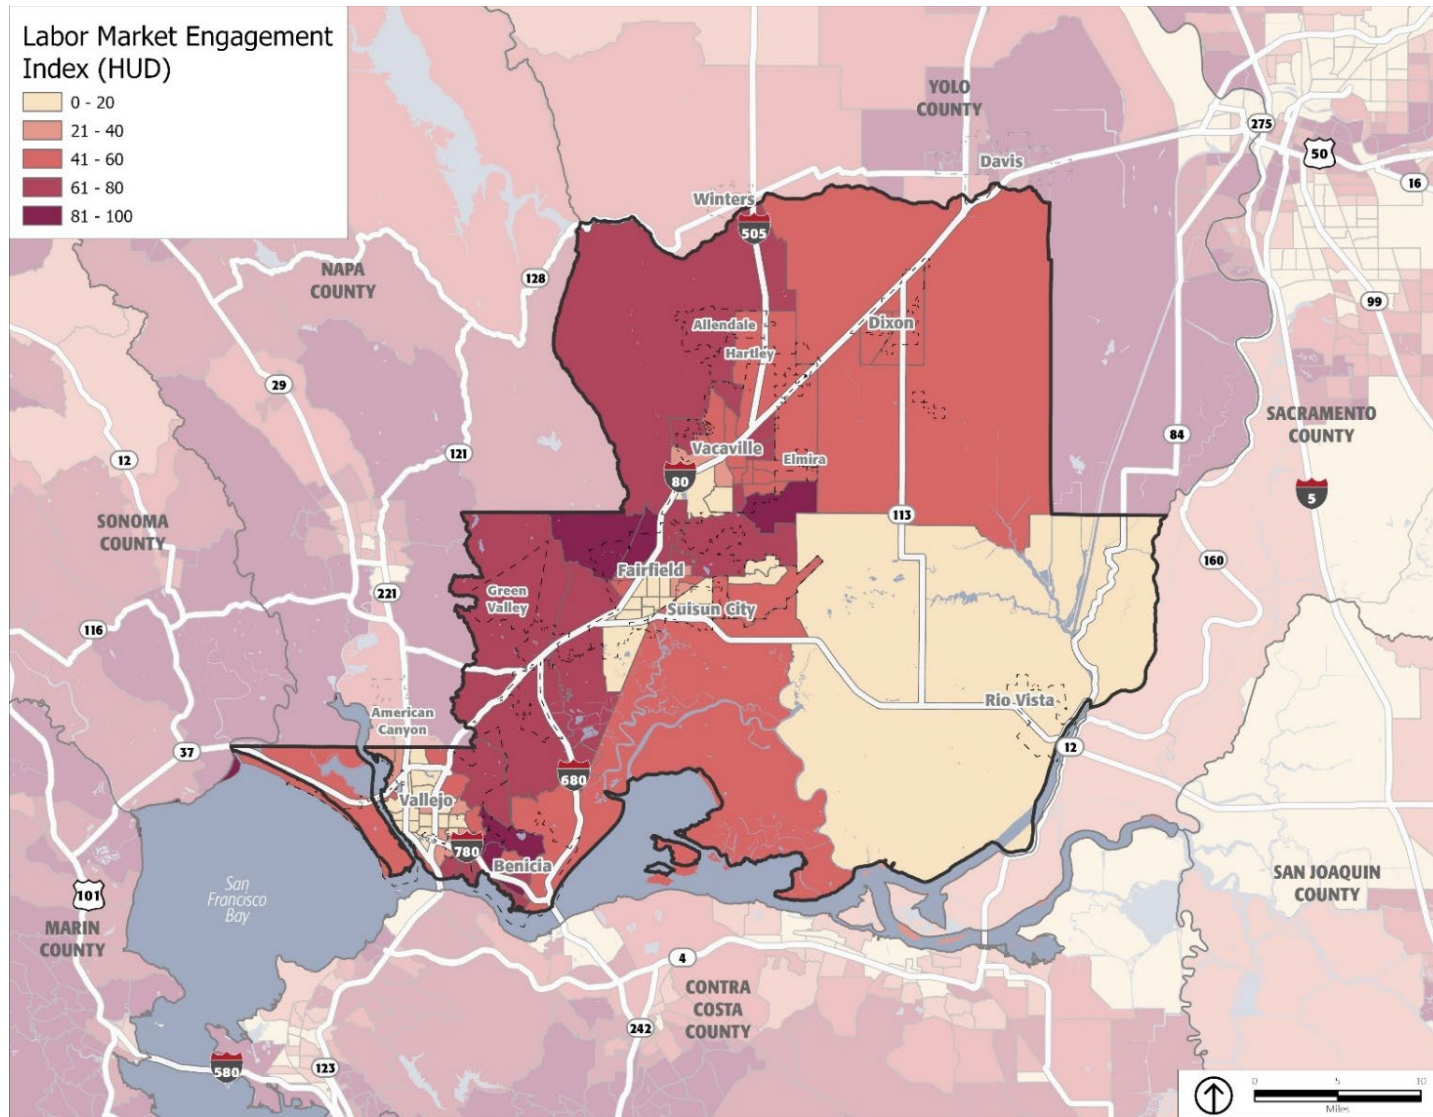 Labor Market Engagement
Index (HUD)
0 - 20
21 - 40
41 - 60
61 - 80
81 - 100
YOLO
COUNTY
275
50
Davis
16
Winters
505
NAPA
COUNTY
128
99
Allendale
Dixon
Hartley
29
SACRAMENTO
COUNTY
84
12
121
Vacaville
Elmira
80
5
SONOMA
COUNTY
113
160
Fairfield
221
Green
Valley
Suisun City
116
Rio Vista
American
Canyon
37
12
680
Vallejo
780
Benicia
San
Francisco
Bay
101
MARIN
COUNTY
SAN JOAQUIN
COUNTY
4
CONTRA
COSTA
COUNTY
242
580
123
0 5 10
Miles